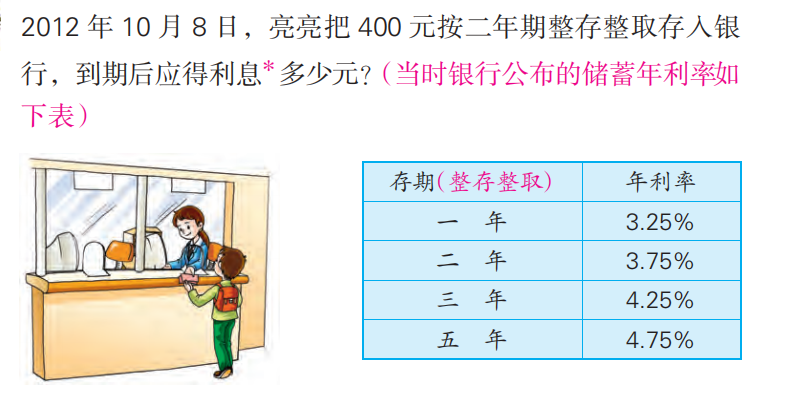 2012 年 10 月 8 日，亮亮把 400 元按二年期整存整取存入银
行，到期后应得利息*多少元？（当时银行公布的储蓄年利率如
下表）
存期（整存整取） 年利率
一 年 3.25%
二 年 3.75%
三 年 4.25%
五 年 4.75%